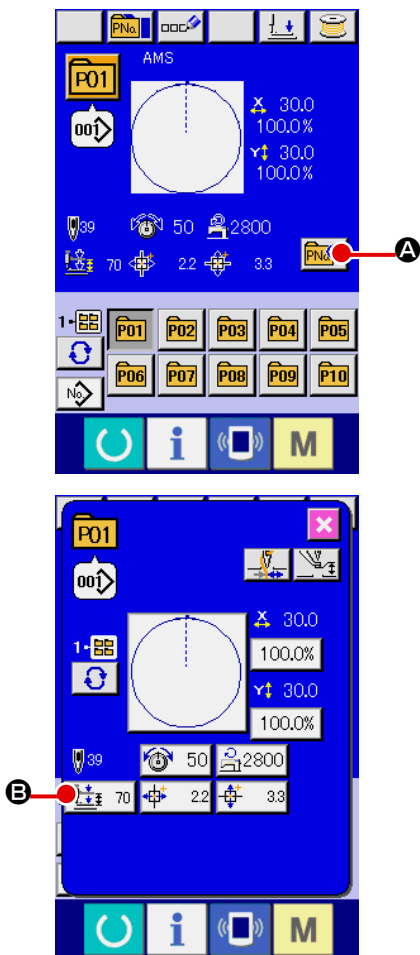 PNo.
AMS
P01
001
X 30.0
100.0%
Y 30.0
100.0%
39 50 2800
PNo. A
70 2.2 3.3
1
P01 P02 P03 P04 P05
P06 P07 P08 P09 P10
No.
i M
P01
001
X 30.0
1 100.0%
Y 30.0
100.0%
39 50 2800
B 70 2.2 3.3
i M